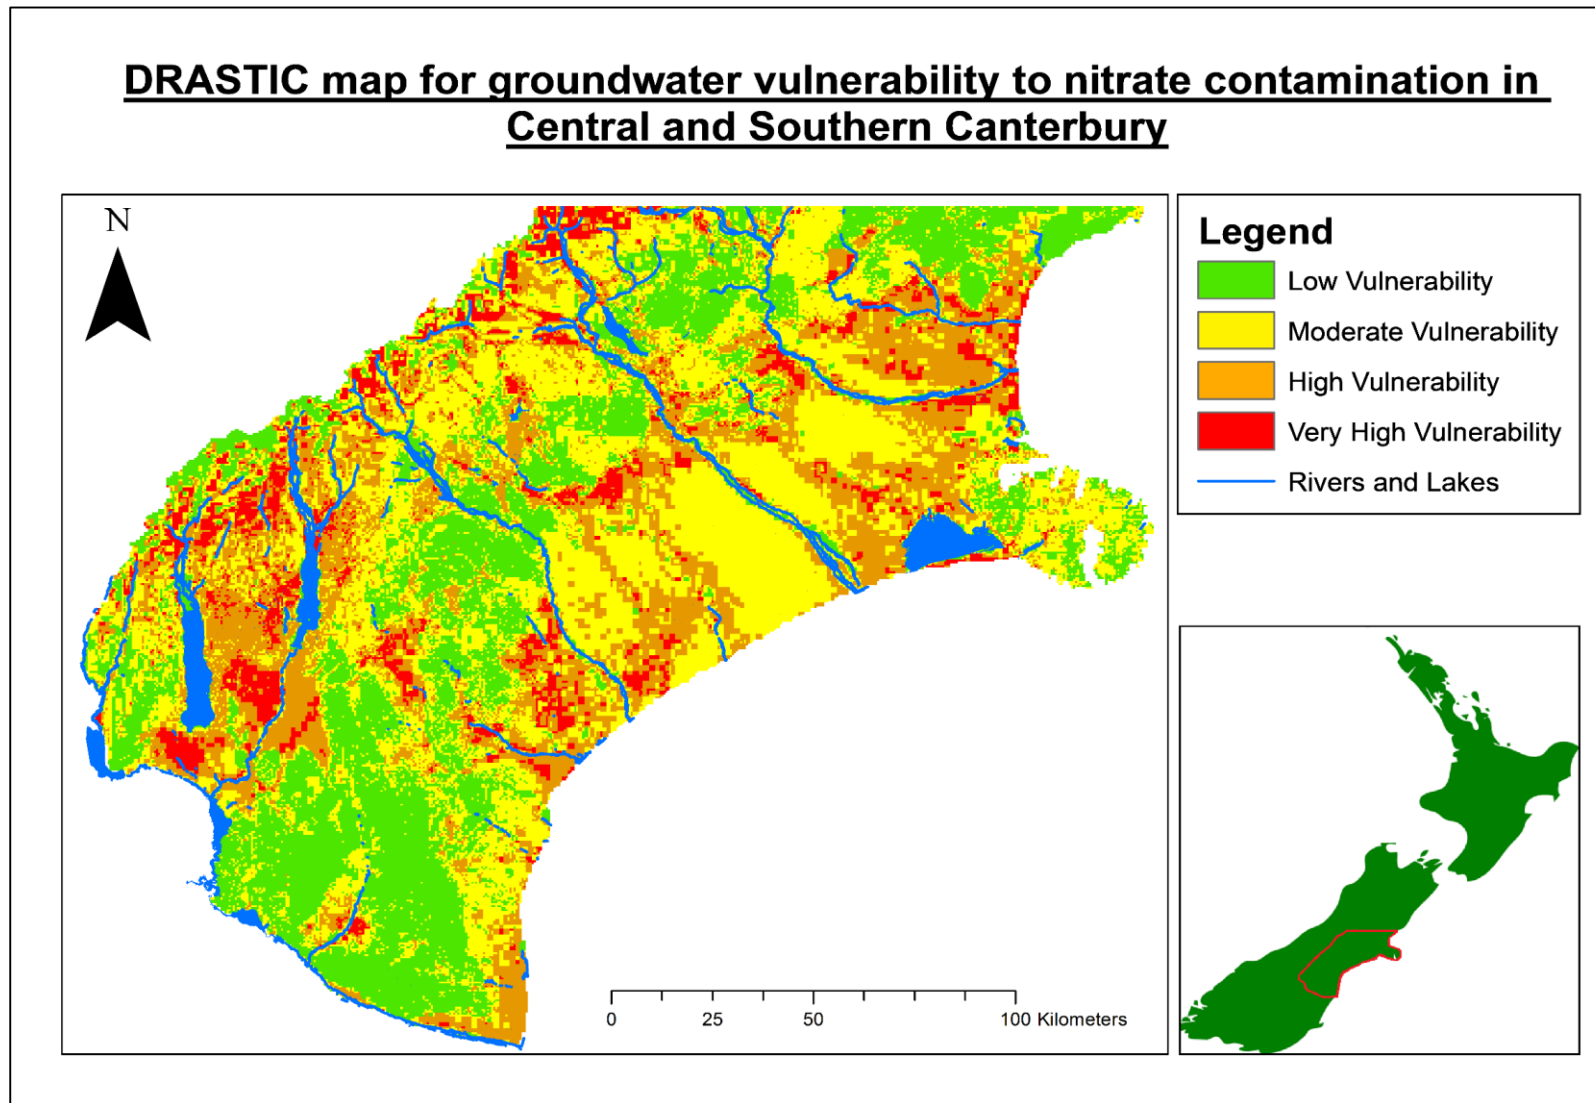 DRASTIC map for groundwater vulnerability to nitrate contamination in
Central and Southern Canterbury
N
Legend
Low Vulnerability
Moderate Vulnerability
High Vulnerability
Very High Vulnerability
Rivers and Lakes
0 25 50 100 Kilometers